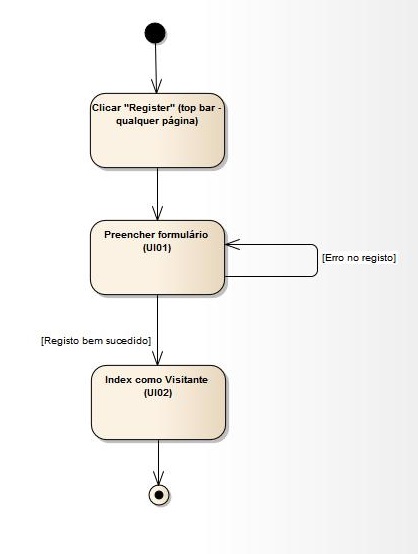 Clicar "Register" (top bar -
qualquer página)
Preencher formulário
(UI01)
[Erro no registo]
[Registo bem sucedido]
Index como Visitante
(UI02)